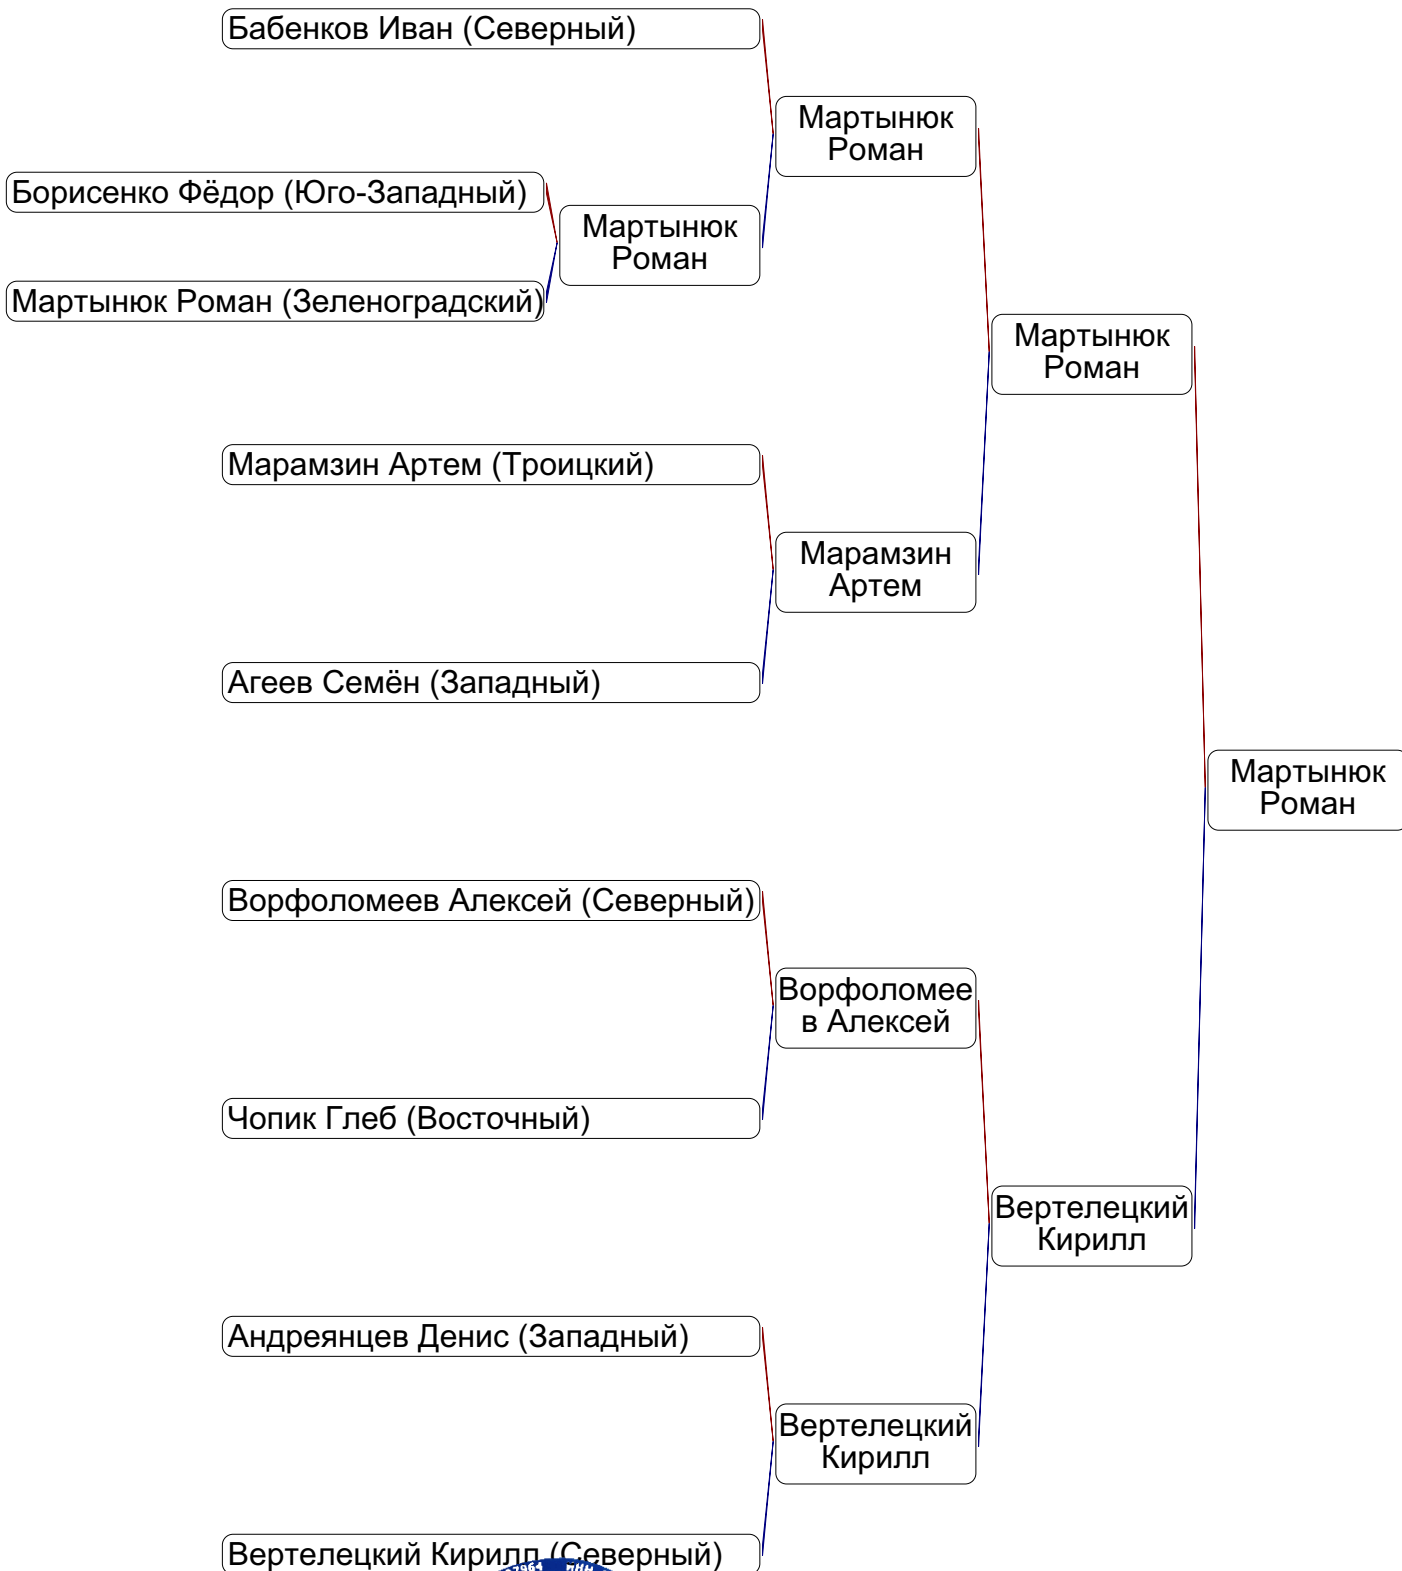 Бабенков Иван (Северный)
Мартынюк
Роман
Борисенко Фёдор (Юго-Западный)
Мартынюк
Роман
Мартынюк Роман (Зеленоградский)
Мартынюк
Роман
Марамзин Артем (Троицкий)
Марамзин
Артем
Агеев Семён (Западный)
Мартынюк
Роман
Ворфоломеев Алексей (Северный)
Ворфоломее
в Алексей
Чопик Глеб (Восточный)
Вертелецкий
Кирилл
Андреянцев Денис (Западный)
Вертелецкий
Кирилл
Вертелецкий Кирилл (Северный)